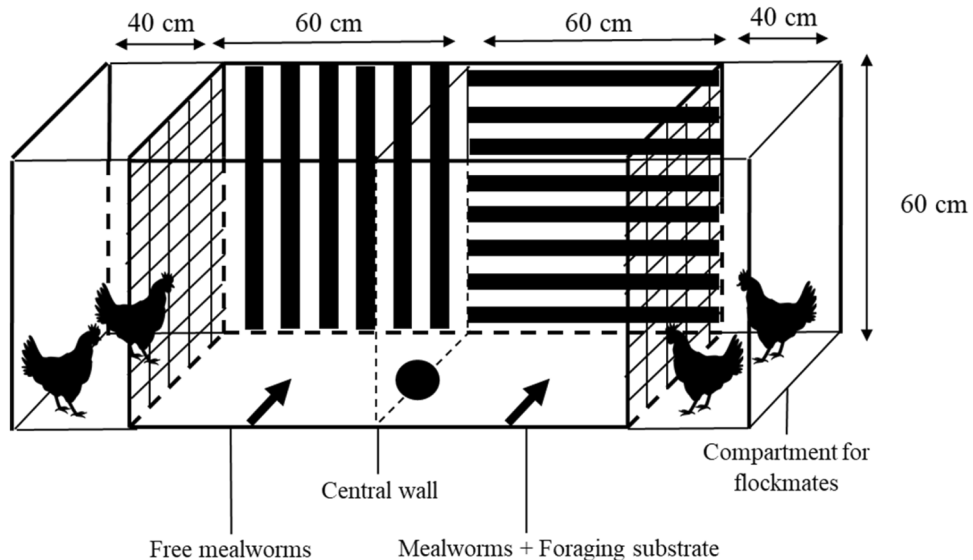 40 cm
60 cm
60 cm
40 cm
60 cm
Compartment for
flockmates
Central wall
Free mealworms
Mealworms + Foraging substrate